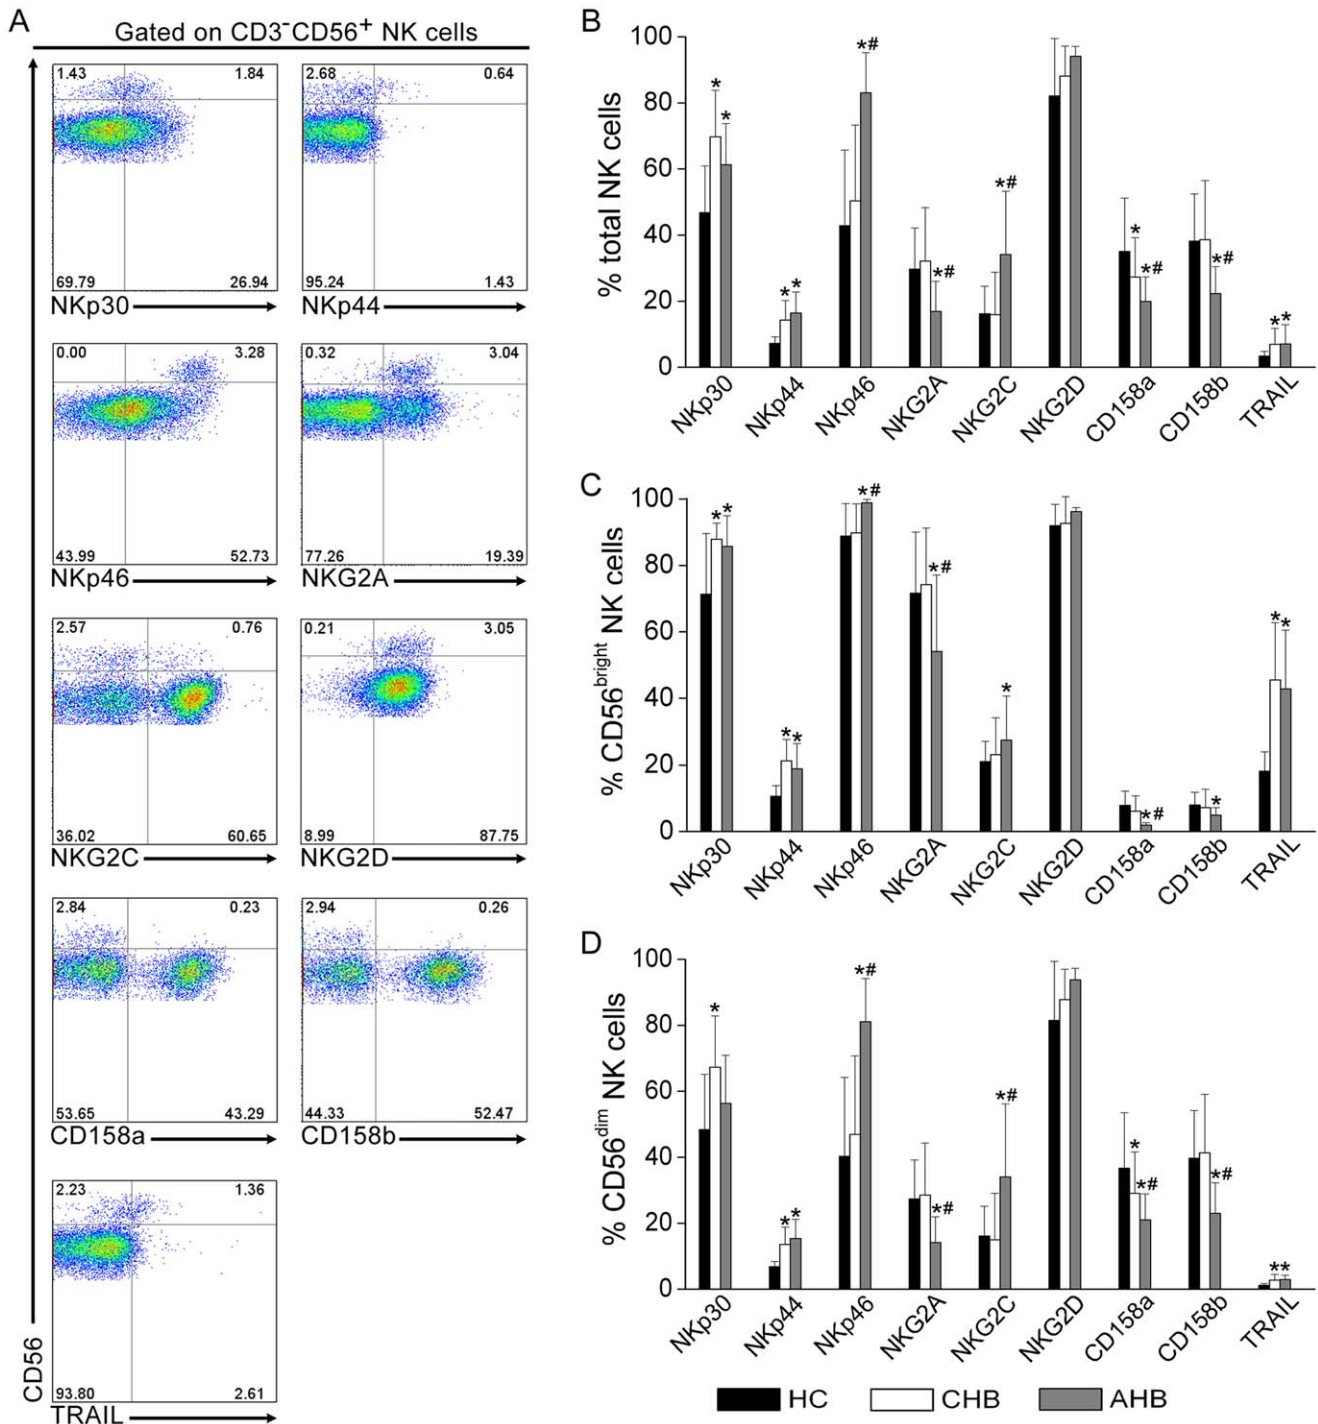 A
Gated on CD3⁻CD56⁺ NK cells
1.43 1.84
69.79 26.94
NKp30
2.68 0.64
95.24 1.43
NKp44
0.00 3.28
43.99 52.73
NKp46
0.32 3.04
77.26 19.39
NKG2A
2.57 0.76
36.02 60.65
NKG2C
0.21 3.05
8.99 87.75
NKG2D
2.84 0.23
53.65 43.29
CD158a
2.94 0.26
44.33 52.47
CD158b
2.23 1.36
93.80 2.61
TRAIL
CD56
B
% total NK cells
100
80
60
40
20
0
* *
* *
*#
*#
*#
* *#
*#
* *
NKp30 NKp44 NKp46 NKG2A NKG2C NKG2D CD158a CD158b TRAIL
C
% CD56bright NK cells
100
80
60
40
20
0
* *
* *
*#
*#
*
*#
*
* *
NKp30 NKp44 NKp46 NKG2A NKG2C NKG2D CD158a CD158b TRAIL
D
% CD56dim NK cells
100
80
60
40
20
0
*
* *
*#
*#
*#
* *#
*#
**
NKp30 NKp44 NKp46 NKG2A NKG2C NKG2D CD158a CD158b TRAIL
HC CHB AHB